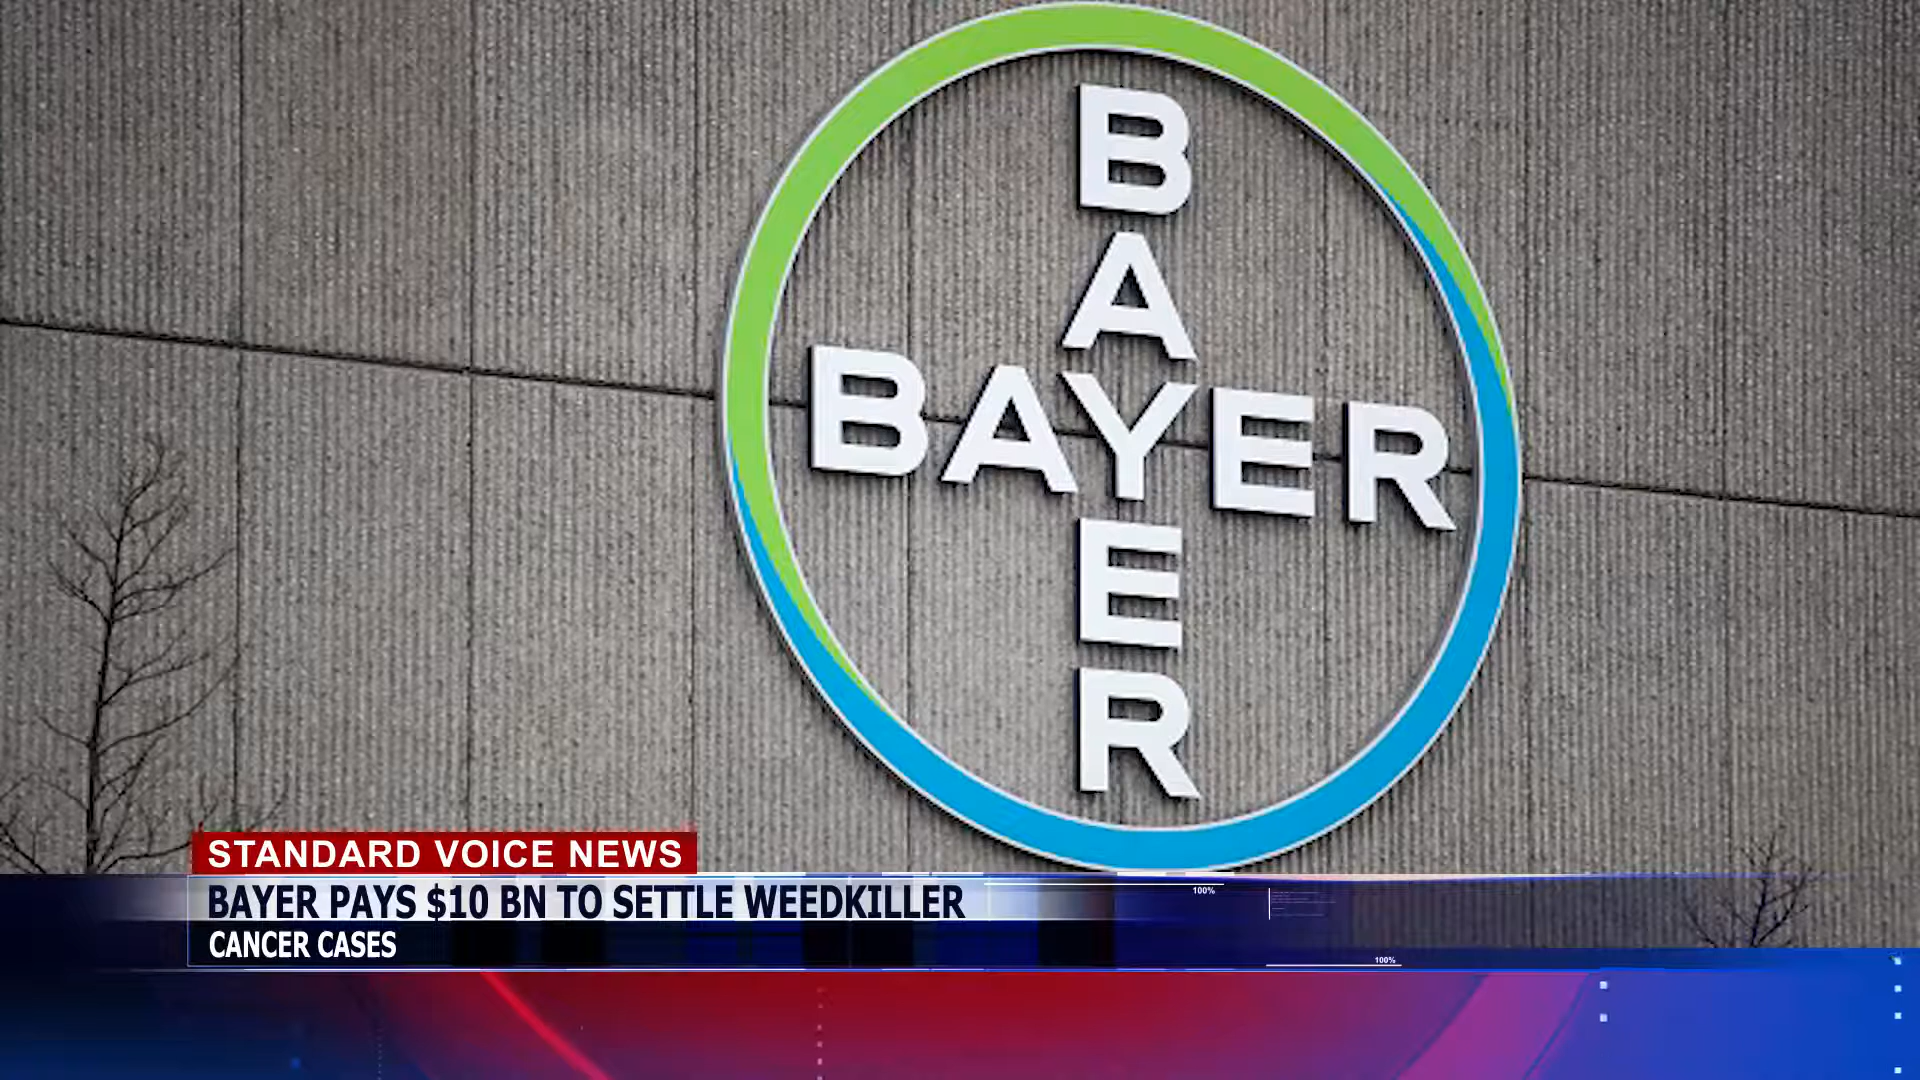 BAYER
BAYER
STANDARD VOICE NEWS
BAYER PAYS $10 BN TO SETTLE WEEDKILLER
CANCER CASES
100%
100%